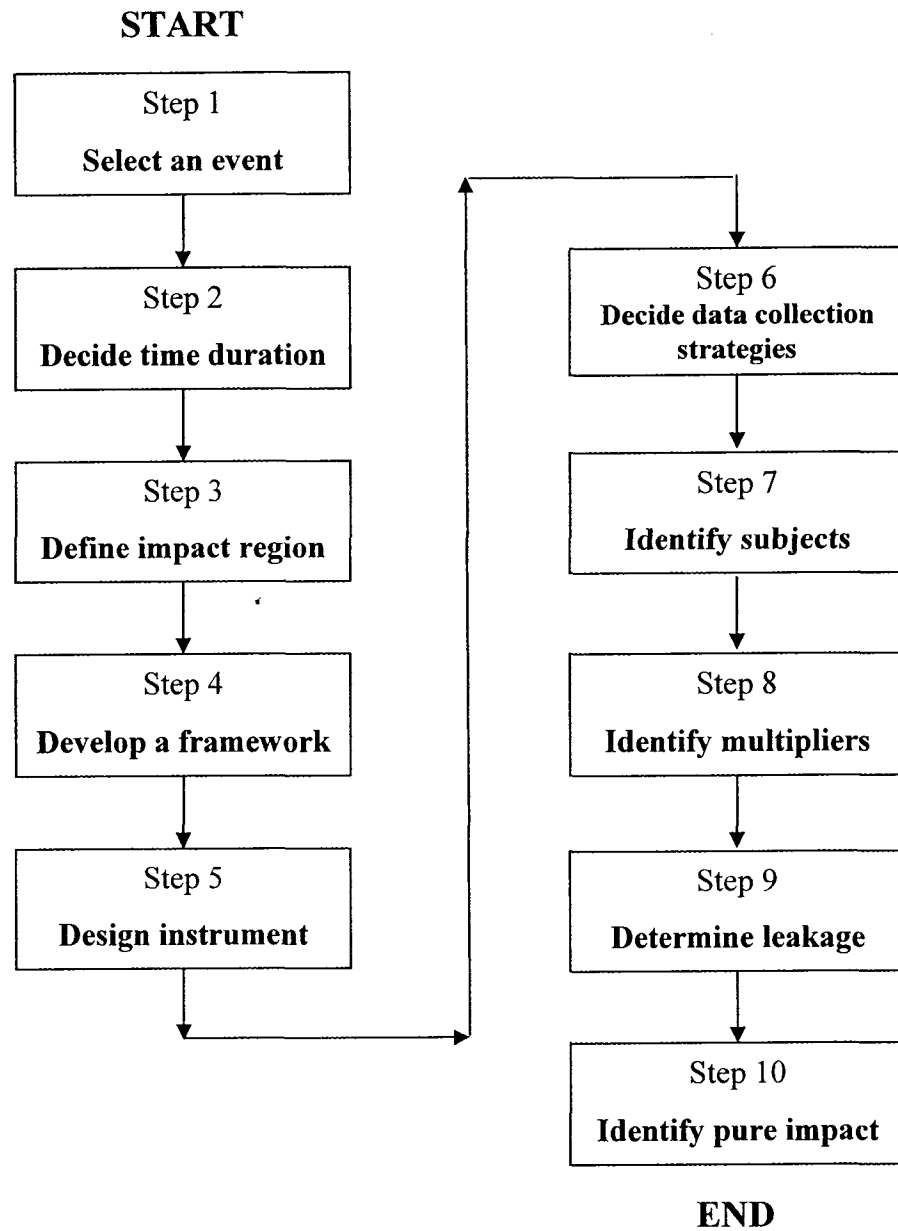 START
Step 1
Select an event
Step 2
Decide time duration
Step 3
Define impact region
Step 4
Develop a framework
Step 5
Design instrument
Step 6
Decide data collection
strategies
Step 7
Identify subjects
Step 8
Identify multipliers
Step 9
Determine leakage
Step 10
Identify pure impact
END